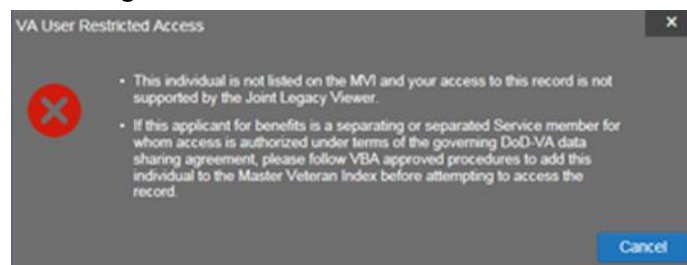 VA User Restricted Access
• This individual is not listed on the MVI and your access to this record is not
supported by the Joint Legacy Viewer.
• If this applicant for benefits is a separating or separated Service member for
whom access is authorized under terms of the governing DoD-VA data
sharing agreement, please follow VBA approved procedures to add this
individual to the Master Veteran Index before attempting to access the
record.
Cancel